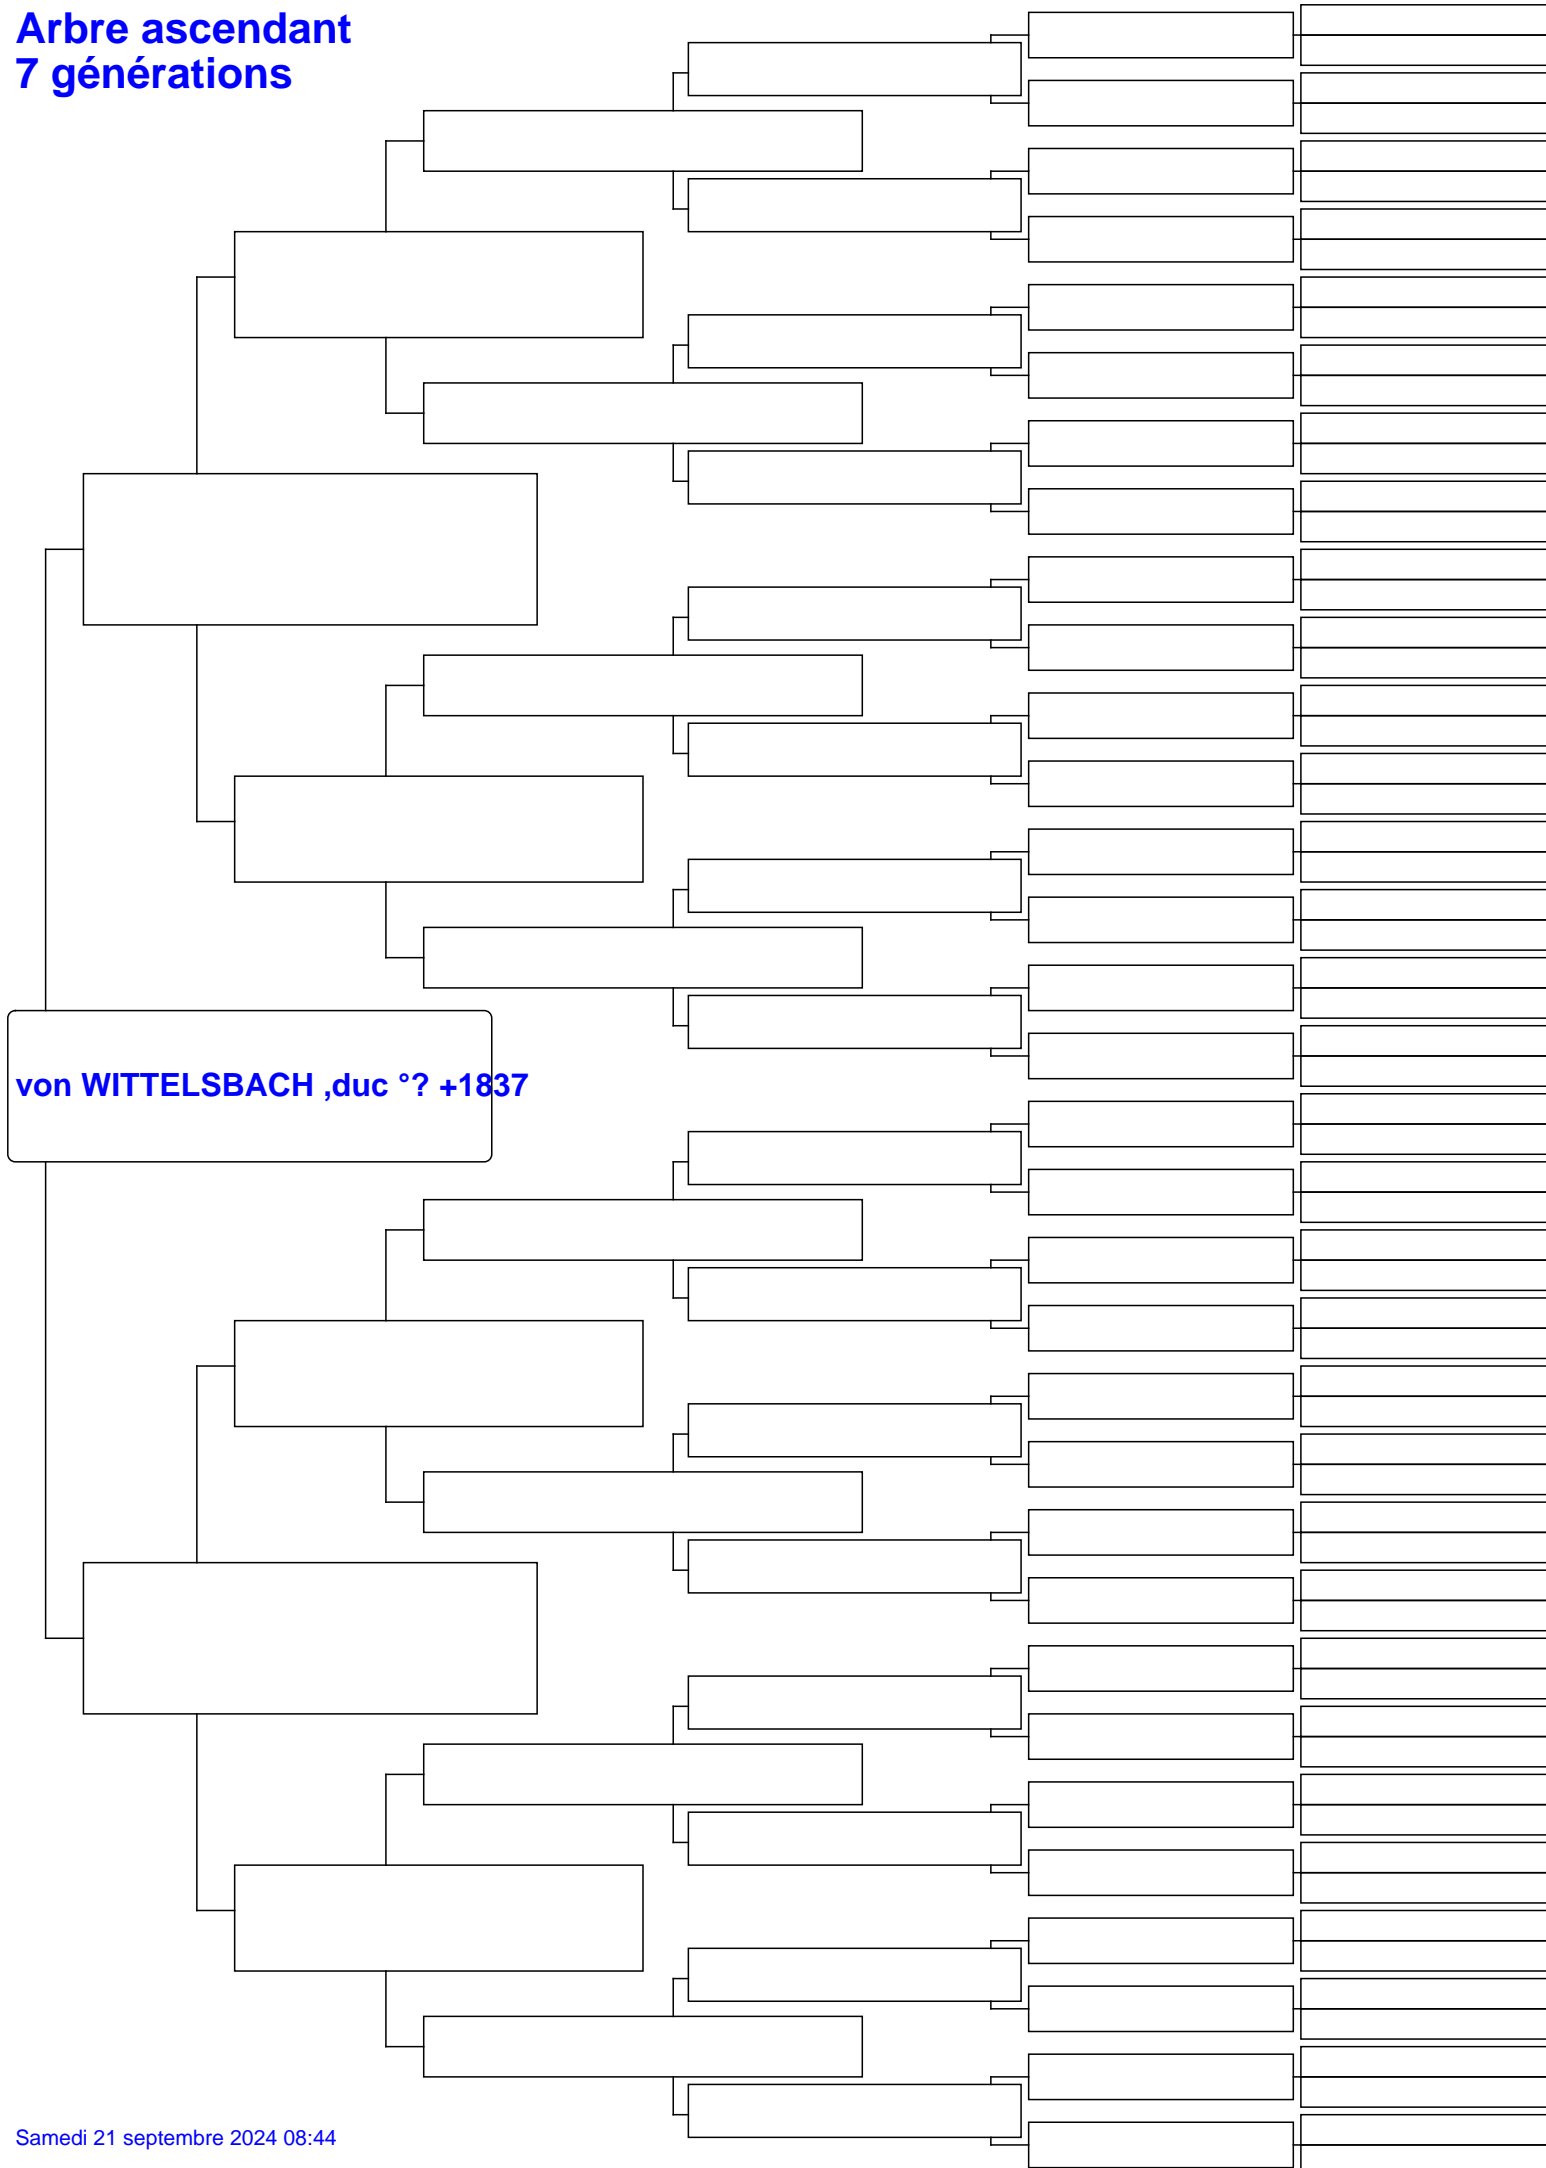 Arbre ascendant
7 générations
von WITTELSBACH ,duc °? +1837
Samedi 21 septembre 2024 08:44